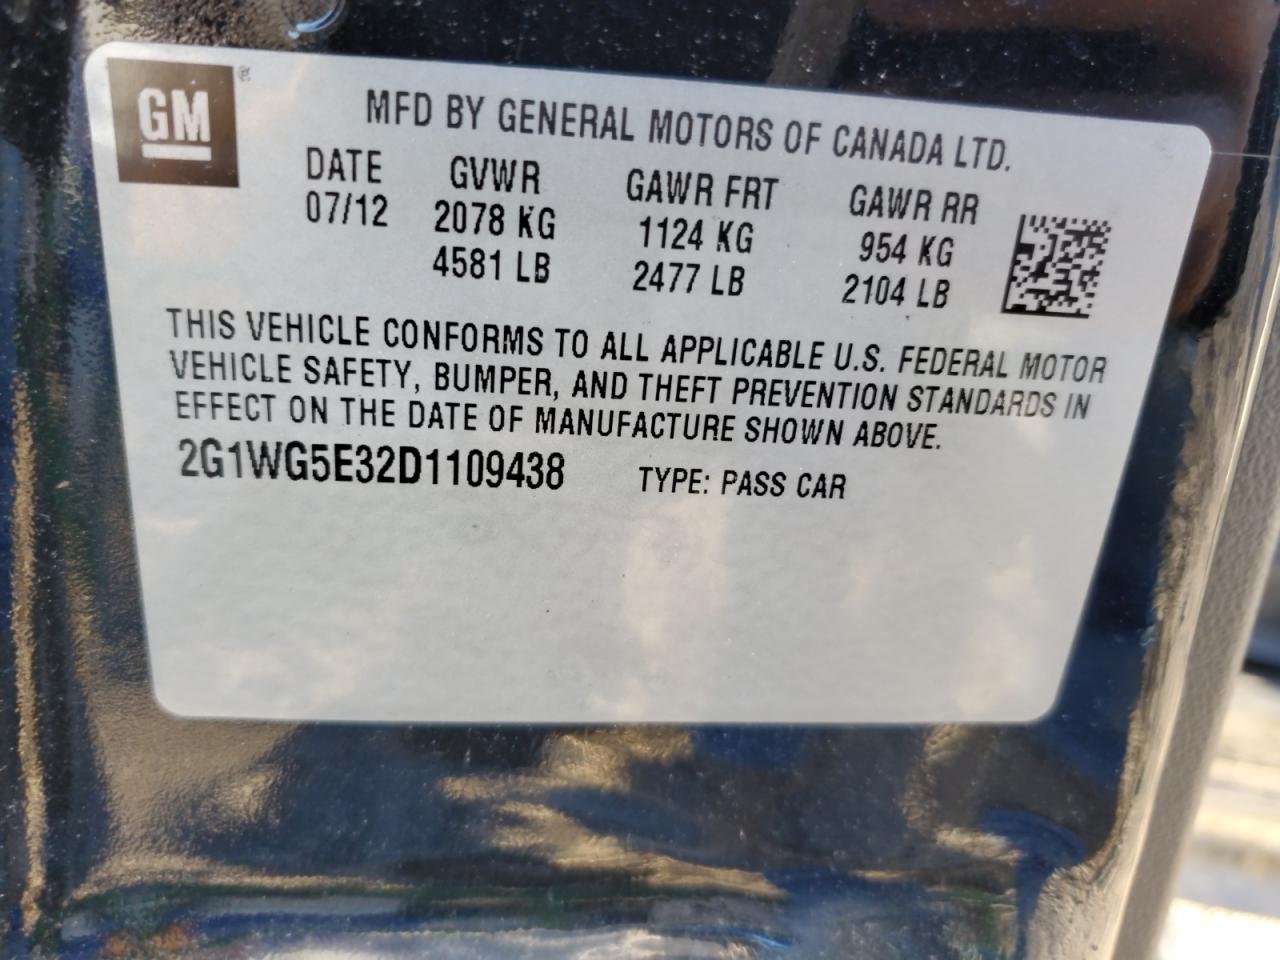 GM ®
MFD BY GENERAL MOTORS OF CANADA LTD.
DATE GVWR GAWR FRT GAWR RR
07/12 2078 KG 1124 KG 954 KG
4581 LB 2477 LB 2104 LB
THIS VEHICLE CONFORMS TO ALL APPLICABLE U.S. FEDERAL MOTOR
VEHICLE SAFETY, BUMPER, AND THEFT PREVENTION STANDARDS IN
EFFECT ON THE DATE OF MANUFACTURE SHOWN ABOVE.
2G1WG5E32D1109438 TYPE: PASS CAR